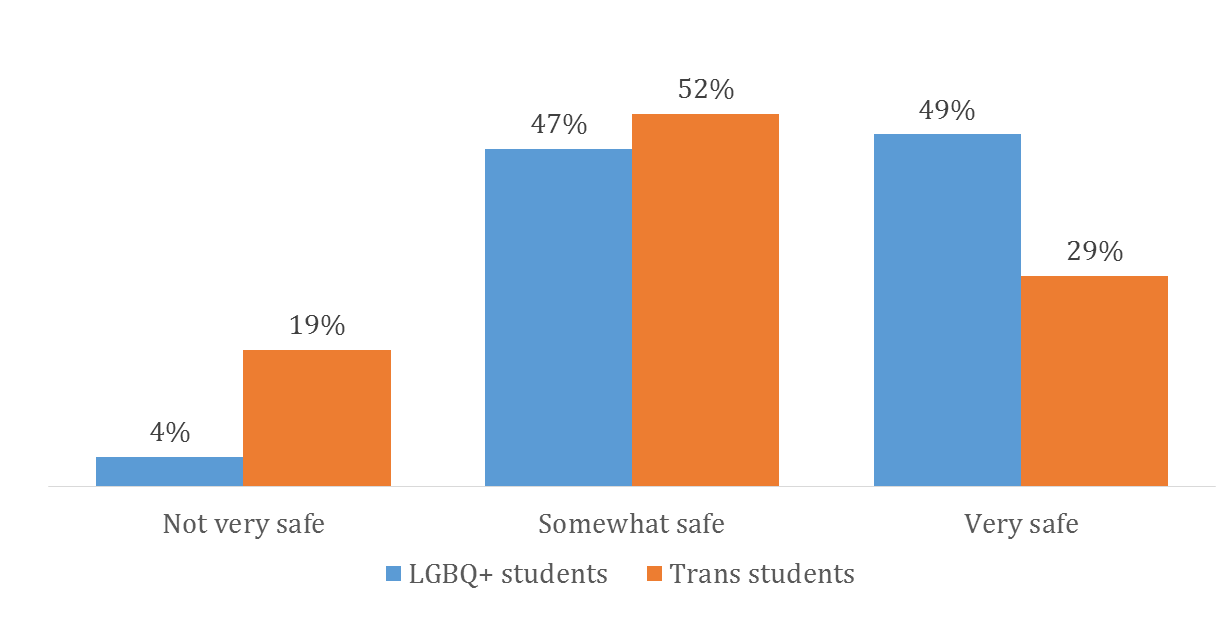 52%
47%
49%
29%
19%
4%
Not very safe
Somewhat safe
Very safe
LGBQ+ students
Trans students